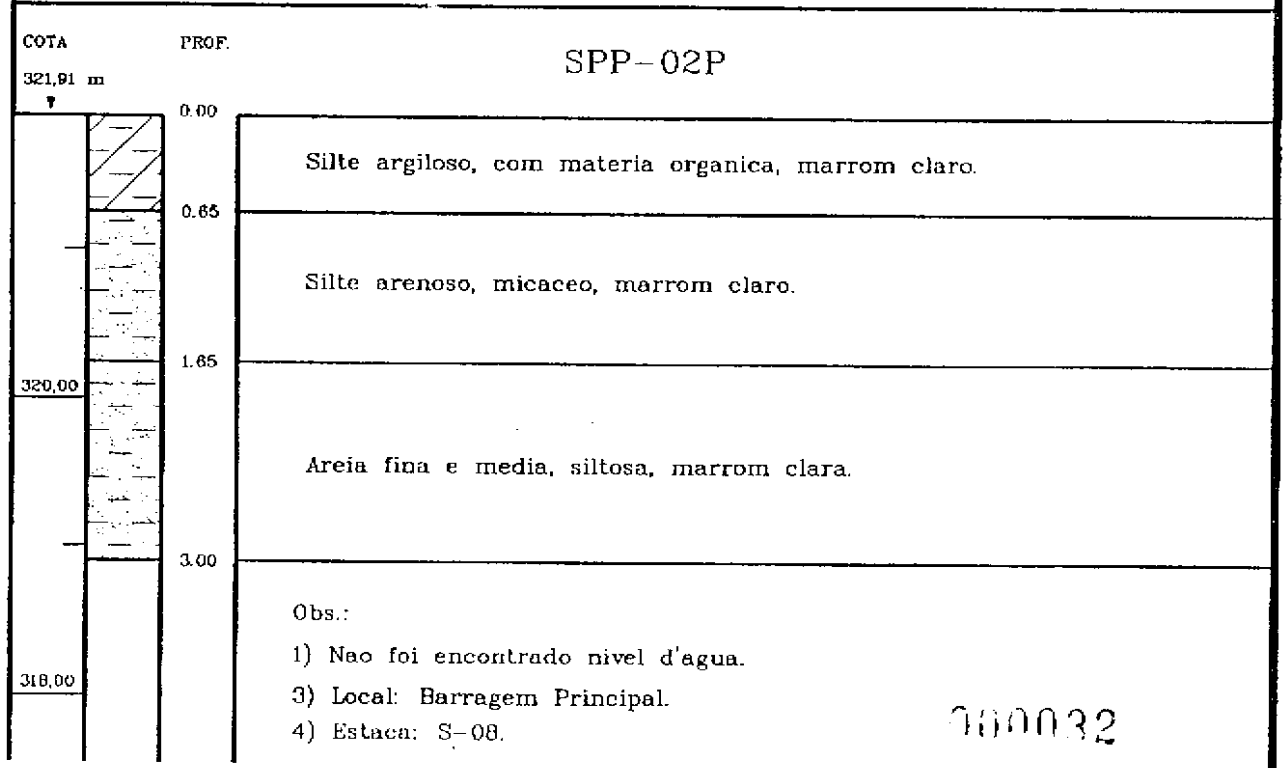 COTA
PROF.
SPP-02P
321,91 m
0.00
Silte argiloso, com materia organica, marrom claro.
0.65
Silte arenoso, micaceo, marrom claro.
1.65
320,00
Areia fina e media, siltosa, marrom clara.
3.00
Obs.:
1) Nao foi encontrado nivel d'agua.
318,00
3) Local: Barragem Principal.
4) Estaca: S-08.
000032